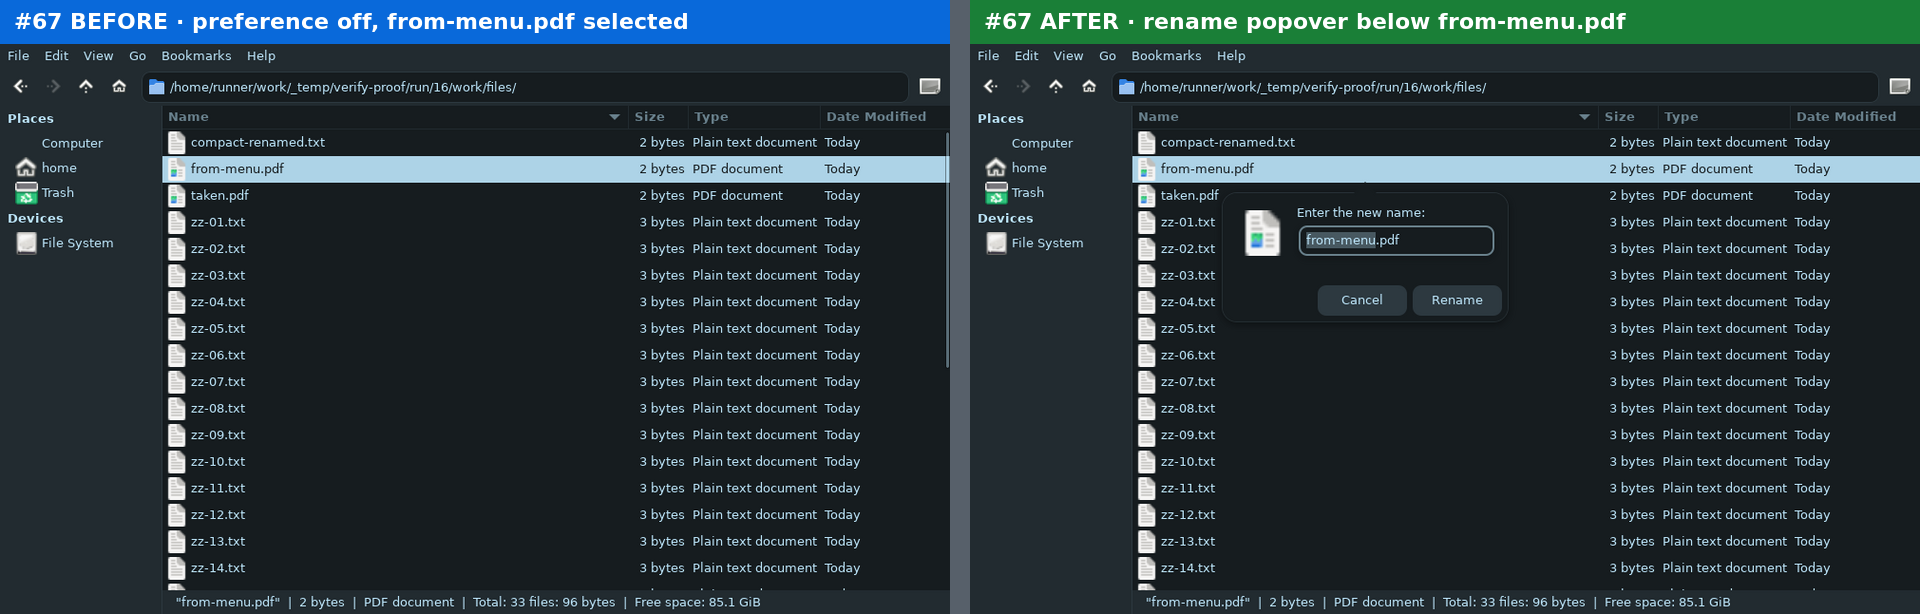 #67 BEFORE · preference off, from-menu.pdf selected
File Edit View Go Bookmarks Help
/home/runner/work/_temp/verify-proof/run/16/work/files/
Places
Computer
home
Trash
Devices
File System
Name Size Type Date Modified
compact-renamed.txt 2 bytes Plain text document Today
from-menu.pdf 2 bytes PDF document Today
taken.pdf 2 bytes PDF document Today
zz-01.txt 3 bytes Plain text document Today
zz-02.txt 3 bytes Plain text document Today
zz-03.txt 3 bytes Plain text document Today
zz-04.txt 3 bytes Plain text document Today
zz-05.txt 3 bytes Plain text document Today
zz-06.txt 3 bytes Plain text document Today
zz-07.txt 3 bytes Plain text document Today
zz-08.txt 3 bytes Plain text document Today
zz-09.txt 3 bytes Plain text document Today
zz-10.txt 3 bytes Plain text document Today
zz-11.txt 3 bytes Plain text document Today
zz-12.txt 3 bytes Plain text document Today
zz-13.txt 3 bytes Plain text document Today
zz-14.txt 3 bytes Plain text document Today
"from-menu.pdf" | 2 bytes | PDF document | Total: 33 files: 96 bytes | Free space: 85.1 GiB
#67 AFTER · rename popover below from-menu.pdf
File Edit View Go Bookmarks Help
/home/runner/work/_temp/verify-proof/run/16/work/files/
Places
Computer
home
Trash
Devices
File System
Name Size Type Date Modified
compact-renamed.txt 2 bytes Plain text document Today
from-menu.pdf 2 bytes PDF document Today
taken.pdf 2 bytes PDF document Today
zz-01.txt 3 bytes Plain text document Today
zz-02.txt 3 bytes Plain text document Today
zz-03.txt 3 bytes Plain text document Today
zz-04.txt 3 bytes Plain text document Today
zz-05.txt 3 bytes Plain text document Today
zz-06.txt 3 bytes Plain text document Today
zz-07.txt 3 bytes Plain text document Today
zz-08.txt 3 bytes Plain text document Today
zz-09.txt 3 bytes Plain text document Today
zz-10.txt 3 bytes Plain text document Today
zz-11.txt 3 bytes Plain text document Today
zz-12.txt 3 bytes Plain text document Today
zz-13.txt 3 bytes Plain text document Today
zz-14.txt 3 bytes Plain text document Today
Enter the new name:
from-menu.pdf
Cancel Rename
"from-menu.pdf" | 2 bytes | PDF document | Total: 33 files: 96 bytes | Free space: 85.1 GiB